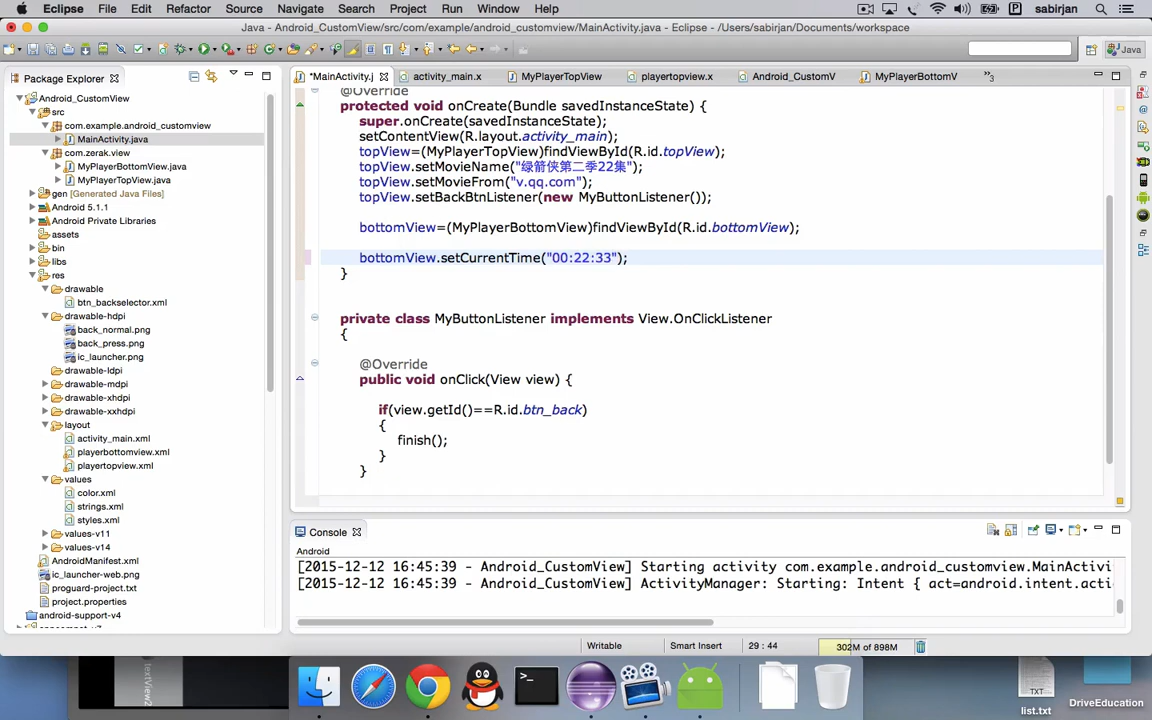 Eclipse File Edit Refactor Source Navigate Search Project Run Window Help sabirjan
Java - Android_CustomView/src/com/example/android_customview/MainActivity.java - Eclipse - /Users/sabirjan/Documents/workspace
Java
Package Explorer
*MainActivity.j activity_main.x MyPlayerTopView playertopview.x Android_CustomV MyPlayerBottomV »3
Android_CustomView
src
com.example.android_customview
MainActivity.java
com.zerak.view
MyPlayerBottomView.java
MyPlayerTopView.java
gen [Generated Java Files]
Android 5.1.1
Android Private Libraries
assets
bin
libs
res
drawable
btn_backselector.xml
drawable-hdpi
back_normal.png
back_press.png
ic_launcher.png
drawable-ldpi
drawable-mdpi
drawable-xhdpi
drawable-xxhdpi
layout
activity_main.xml
playerbottomview.xml
playertopview.xml
values
color.xml
strings.xml
styles.xml
values-v11
values-v14
AndroidManifest.xml
ic_launcher-web.png
proguard-project.txt
project.properties
android-support-v4
@Override
protected void onCreate(Bundle savedInstanceState) {
super.onCreate(savedInstanceState);
setContentView(R.layout.activity_main);
topView=(MyPlayerTopView)findViewById(R.id.topView);
topView.setMovieName("绿箭侠第二季22集");
topView.setMovieFrom("v.qq.com");
topView.setBackBtnListener(new MyButtonListener());
bottomView=(MyPlayerBottomView)findViewById(R.id.bottomView);
bottomView.setCurrentTime("00:22:33");
}
private class MyButtonListener implements View.OnClickListener
{
@Override
public void onClick(View view) {
if(view.getId()==R.id.btn_back)
{
finish();
}
}
Console
Android
[2015-12-12 16:45:39 - Android_CustomView] Starting activity com.example.android_customview.MainActivi
[2015-12-12 16:45:39 - Android_CustomView] ActivityManager: Starting: Intent { act=android.intent.acti
Writable Smart Insert 29 : 44 302M of 898M
textView2
TXT
list.txt
DriveEducation